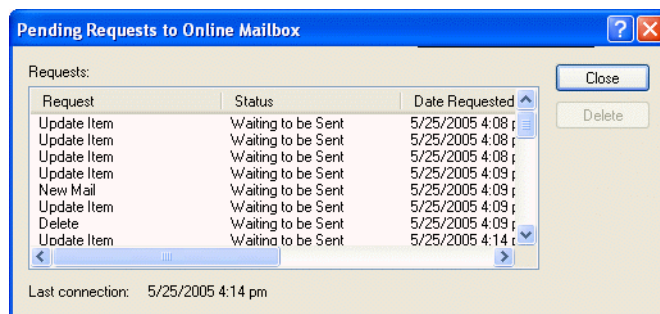 Pending Requests to Online Mailbox
Requests:
Close
Delete
Request Status Date Requested
Update Item Waiting to be Sent 5/25/2005 4:08 p
Update Item Waiting to be Sent 5/25/2005 4:08 p
Update Item Waiting to be Sent 5/25/2005 4:08 p
Update Item Waiting to be Sent 5/25/2005 4:09 p
New Mail Waiting to be Sent 5/25/2005 4:09 p
Update Item Waiting to be Sent 5/25/2005 4:09 p
Delete Waiting to be Sent 5/25/2005 4:09 p
Update Item Waiting to be Sent 5/25/2005 4:14 p
Last connection: 5/25/2005 4:14 pm